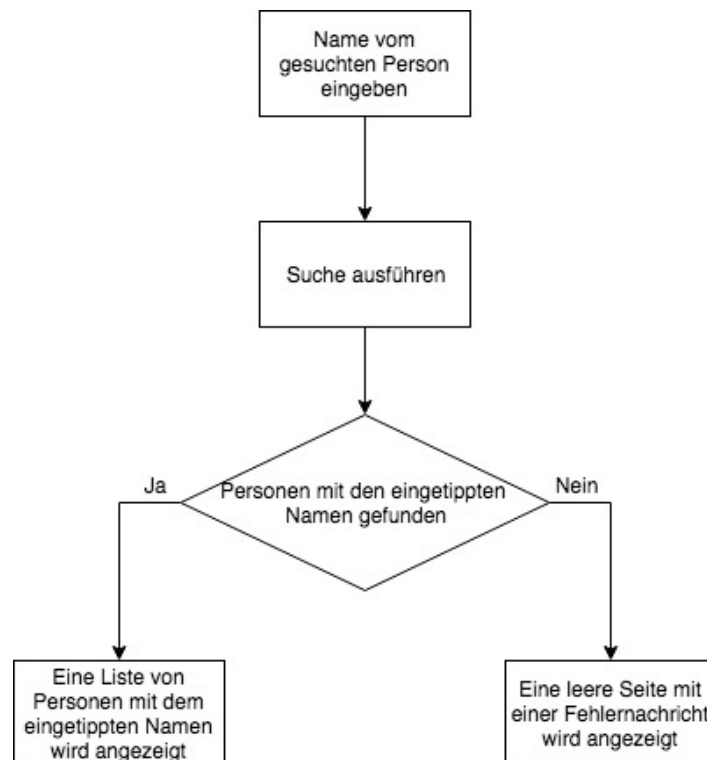 Name vom
gesuchten Person
eingeben
Suche ausführen
Ja
Personen mit den eingetippten
Namen gefunden
Nein
Eine Liste von
Personen mit dem
eingetippten Namen
wird angezeigt
Eine leere Seite mit
einer Fehlernachricht
wird angezeigt